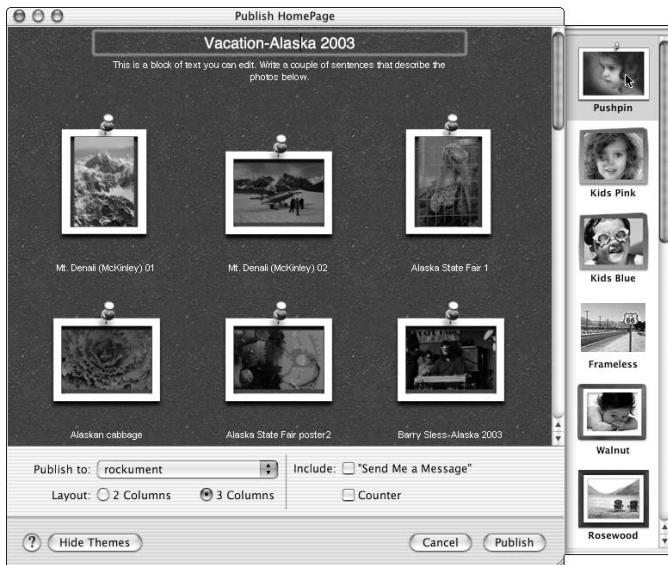 Publish HomePage
Vacation-Alaska 2003
This is a block of text you can edit. Write a couple of sentences that describe the
photos below.
Mt. Denali (McKinley) 01
Mt. Denali (McKinley) 02
Alaska State Fair 1
Alaskan cabbage
Alaska State Fair poster2
Barry Sless-Alaska 2003
Pushpin
Kids Pink
Kids Blue
66
Frameless
Walnut
Rosewood
Publish to: rockument
Include: "Send Me a Message"
Layout: 2 Columns 3 Columns
Counter
? Hide Themes
Cancel Publish